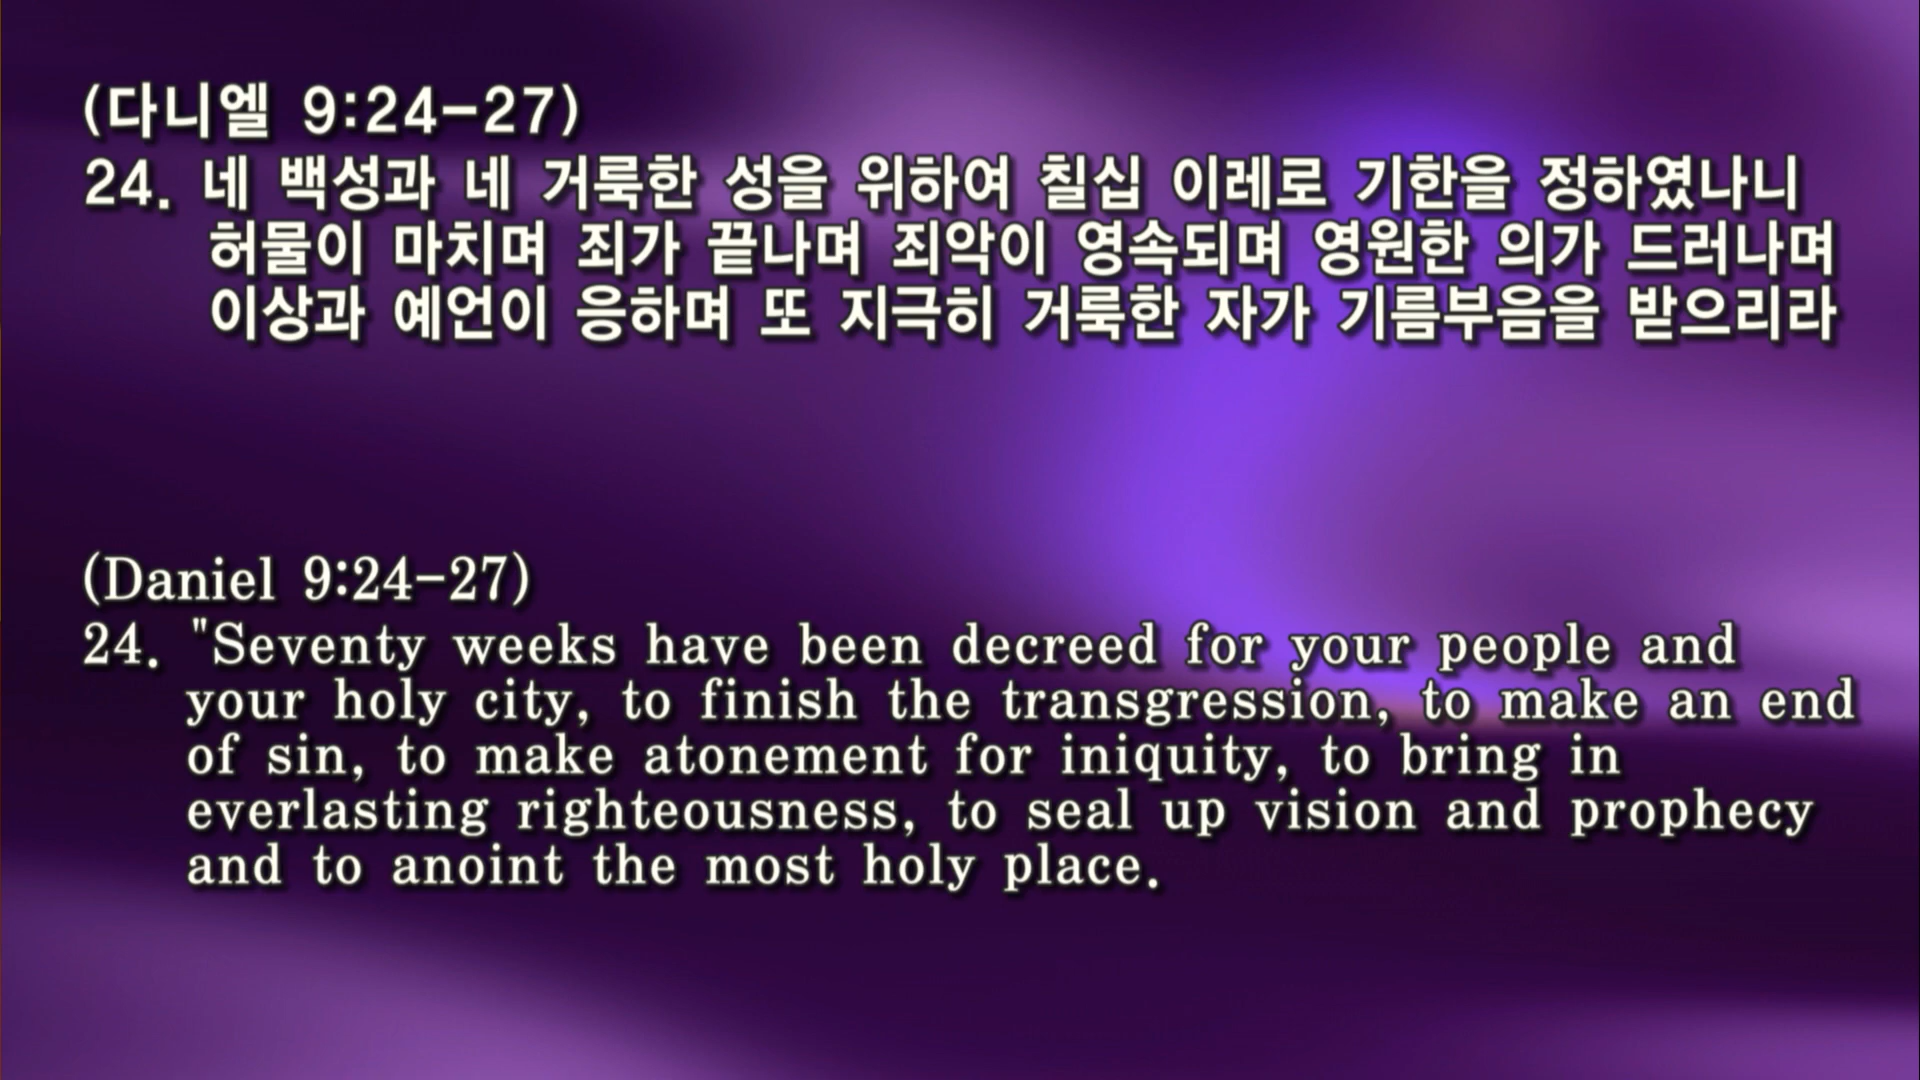 (다니엘 9:24-27)
24. 네 백성과 네 거룩한 성을 위하여 칠십 이레로 기한을 정하였나니
허물이 마치며 죄가 끝나며 죄악이 영속되며 영원한 의가 드러나며
이상과 예언이 응하며 또 지극히 거룩한 자가 기름부음을 받으리라
(Daniel 9:24-27)
24. "Seventy weeks have been decreed for your people and
your holy city, to finish the transgression, to make an end
of sin, to make atonement for iniquity, to bring in
everlasting righteousness, to seal up vision and prophecy
and to anoint the most holy place.